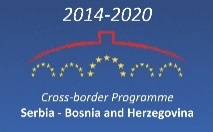 2014-2020
Cross-border Programme
Serbia - Bosnia and Herzegovina